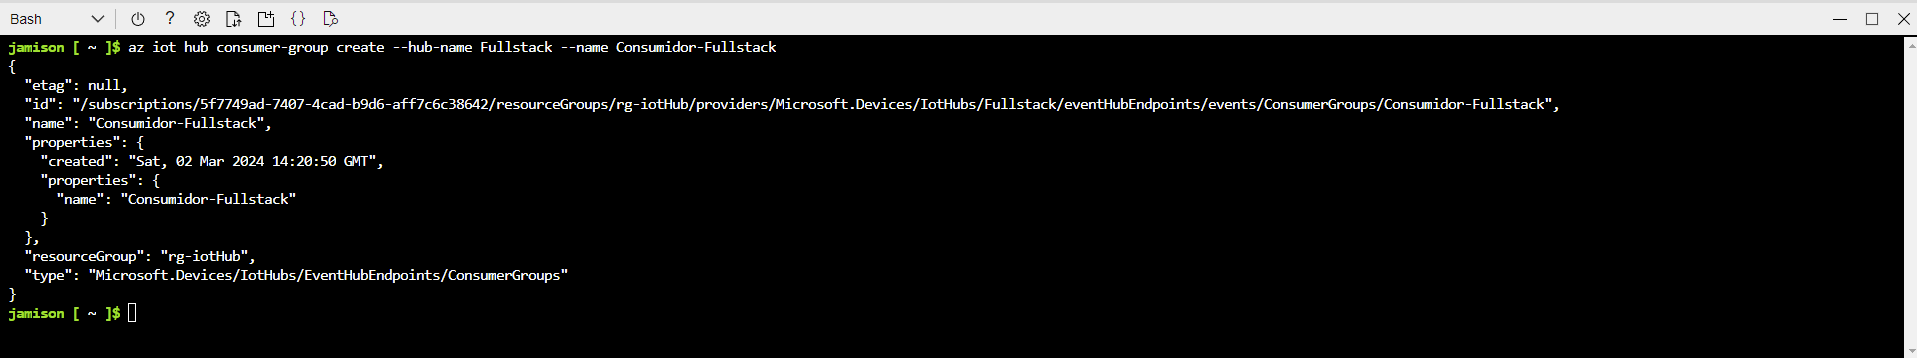 Bash
jamison [ ~ ]$ az iot hub consumer-group create --hub-name Fullstack --name Consumidor-Fullstack
{
  "etag": null,
  "id": "/subscriptions/5f7749ad-7407-4cad-b9d6-aff7c6c38642/resourceGroups/rg-iotHub/providers/Microsoft.Devices/IotHubs/Fullstack/eventHubEndpoints/events/ConsumerGroups/Consumidor-Fullstack",
  "name": "Consumidor-Fullstack",
  "properties": {
    "created": "Sat, 02 Mar 2024 14:20:50 GMT",
    "properties": {
      "name": "Consumidor-Fullstack"
    }
  },
  "resourceGroup": "rg-iotHub",
  "type": "Microsoft.Devices/IotHubs/EventHubEndpoints/ConsumerGroups"
}
jamison [ ~ ]$